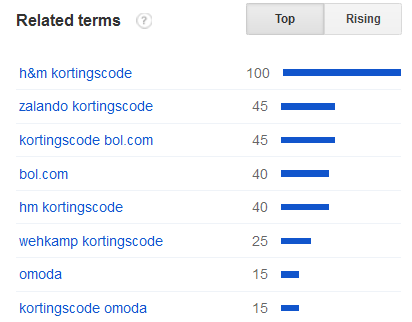 Related terms ?
Top Rising
h&m kortingscode 100
zalando kortingscode 45
kortingscode bol.com 45
bol.com 40
hm kortingscode 40
wehkamp kortingscode 25
omoda 15
kortingscode omoda 15